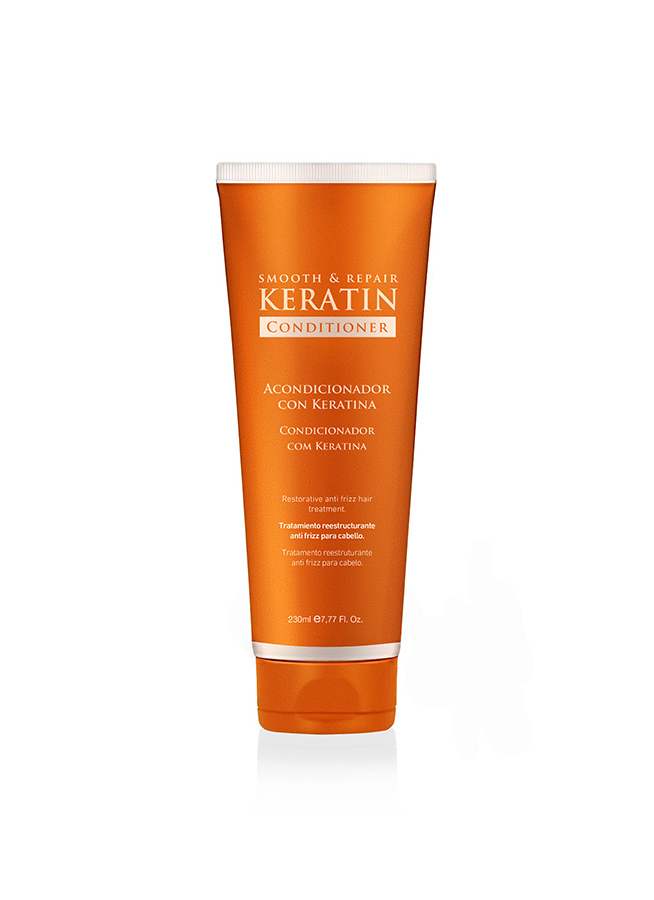 SMOOTH & REPAIR
KERATIN
CONDITIONER
ACONDICIONADOR
CON KERATINA
CONDICIONADOR
COM KERATINA
Restorative anti frizz hair
treatment.
Tratamiento reestructurante
anti frizz para cabello.
Tratamento reestruturante
anti frizz para cabelo.
230ml ℮7,77 Fl. Oz.